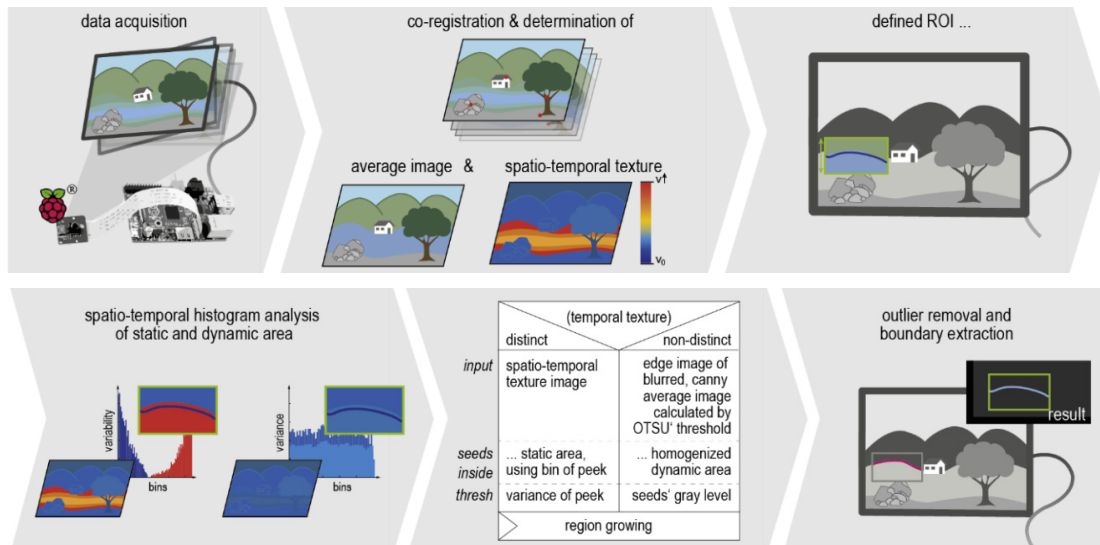 data acquisition
®
co-registration & determination of
average image & spatio-temporal texture
v↑
v₀
defined ROI ...
spatio-temporal histogram analysis
of static and dynamic area
variability
bins
variance
bins
(temporal texture)
distinct non-distinct
input spatio-temporal
texture image
edge image of
blurred, canny
average image
calculated by
OTSU‘ threshold
seeds ... static area,
inside using bin of peek
... homogenized
dynamic area
thresh variance of peek seeds‘ gray level
region growing
outlier removal and
boundary extraction
result